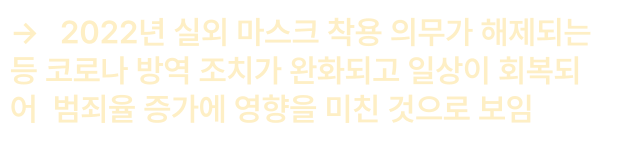 → 2022년 실외 마스크 착용 의무가 해제되는
등 코로나 방역 조치가 완화되고 일상이 회복되
어 범죄율 증가에 영향을 미친 것으로 보임